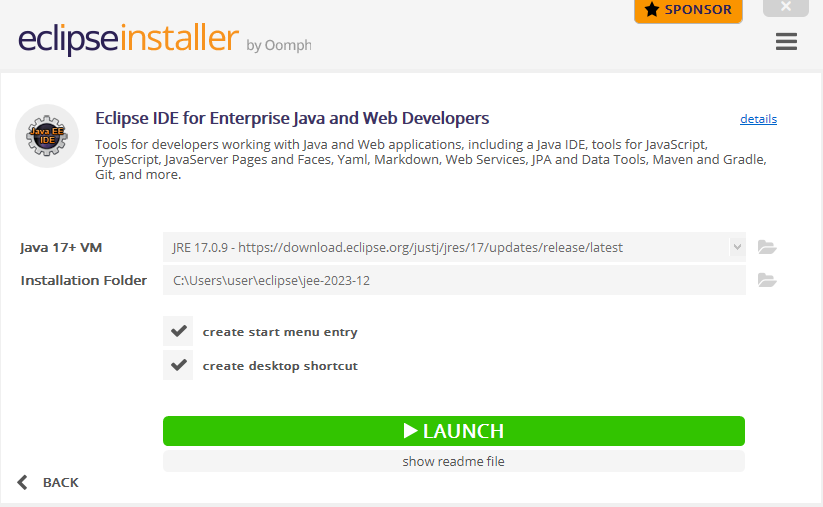 SPONSOR
eclipseinstaller by Oomph
Java EE
IDE
Eclipse IDE for Enterprise Java and Web Developers
details
Tools for developers working with Java and Web applications, including a Java IDE, tools for JavaScript,
TypeScript, JavaServer Pages and Faces, Yaml, Markdown, Web Services, JPA and Data Tools, Maven and Gradle,
Git, and more.
Java 17+ VM
JRE 17.0.9 - https://download.eclipse.org/justj/jres/17/updates/release/latest
Installation Folder
C:\Users\user\eclipse\jee-2023-12
create start menu entry
create desktop shortcut
LAUNCH
show readme file
BACK